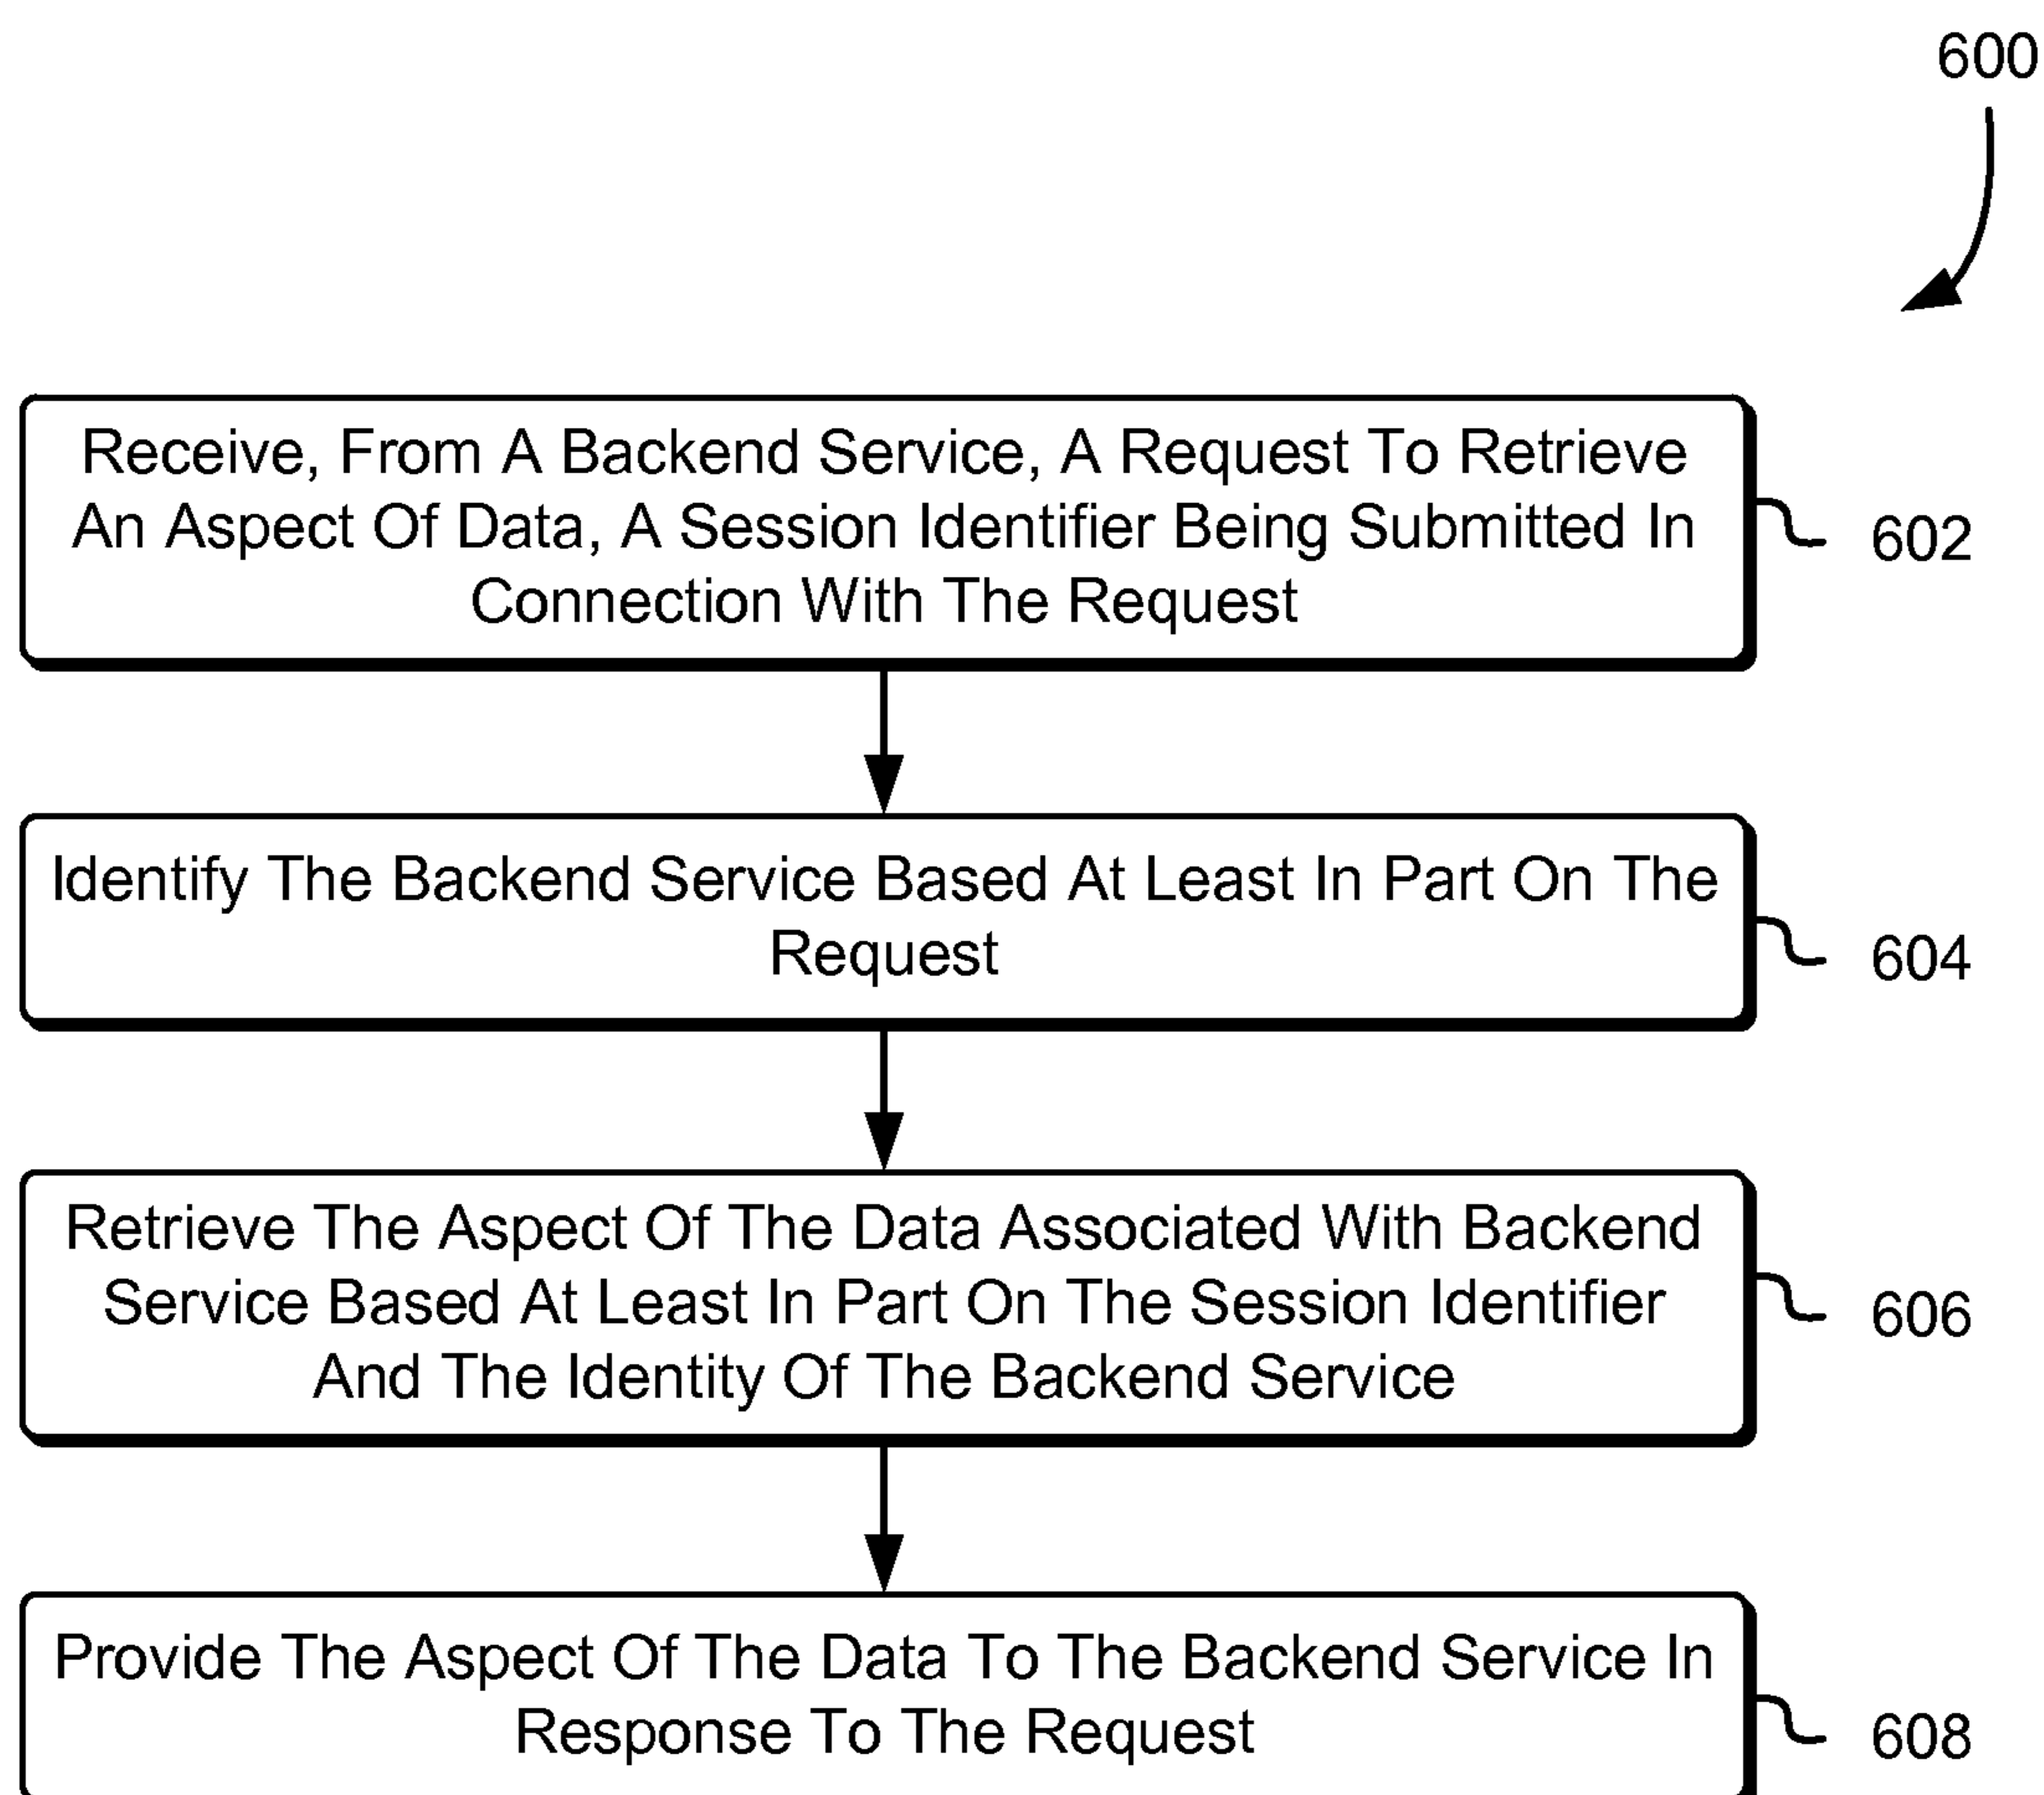 600
Receive, From A Backend Service, A Request To Retrieve
An Aspect Of Data, A Session Identifier Being Submitted In
Connection With The Request
602
Identify The Backend Service Based At Least In Part On The
Request
604
Retrieve The Aspect Of The Data Associated With Backend
Service Based At Least In Part On The Session Identifier
And The Identity Of The Backend Service
606
Provide The Aspect Of The Data To The Backend Service In
Response To The Request
608